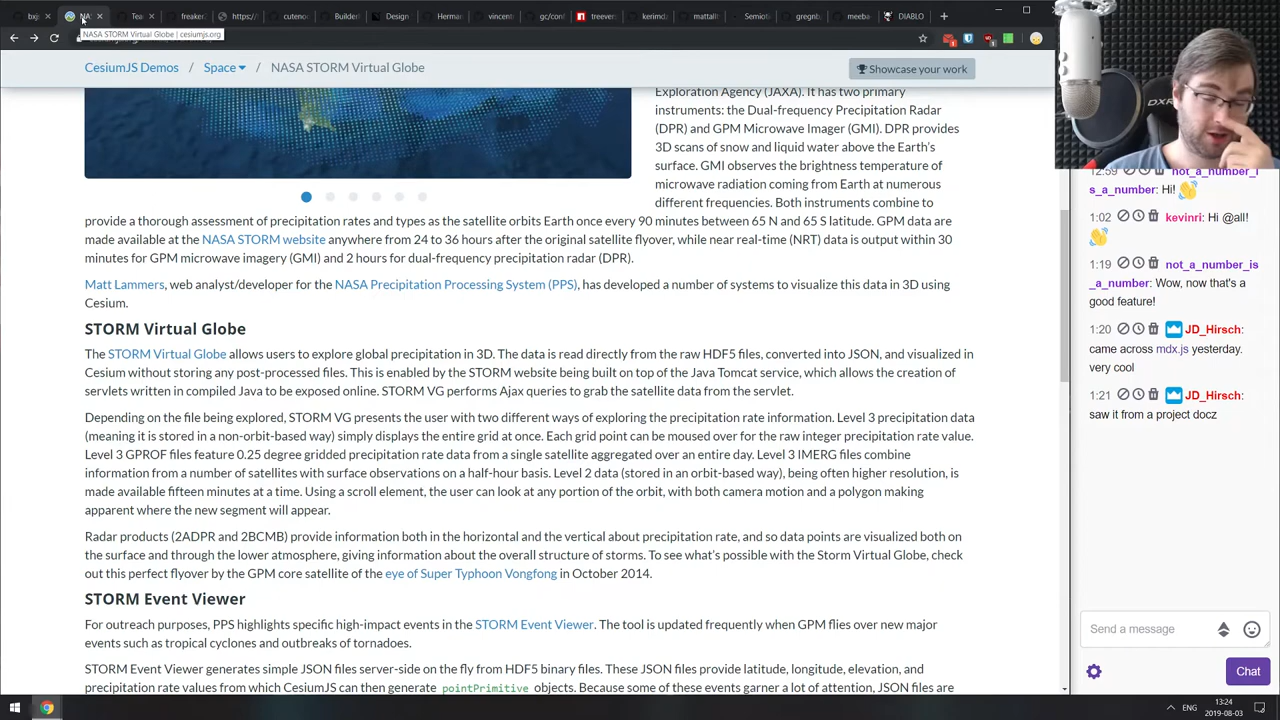 bxj
NA
Tea
freaker
https:/
cuteno
Builder
Design
Herma
vincent
gc/conf
treever
kerimd
mattall
Semiot
gregnb
meeba
DIABLO
NASA STORM Virtual Globe | cesiumjs.org
CesiumJS Demos / Space / NASA STORM Virtual Globe
Showcase your work
Exploration Agency (JAXA). It has two primary
instruments: the Dual-frequency Precipitation Radar
(DPR) and GPM Microwave Imager (GMI). DPR provides
3D scans of snow and liquid water above the Earth's
surface. GMI observes the brightness temperature of
microwave radiation coming from Earth at numerous
different frequencies. Both instruments combine to
provide a thorough assessment of precipitation rates and types as the satellite orbits Earth once every 90 minutes between 65 N and 65 S latitude. GPM data are
made available at the NASA STORM website anywhere from 24 to 36 hours after the original satellite flyover, while near real-time (NRT) data is output within 30
minutes for GPM microwave imagery (GMI) and 2 hours for dual-frequency precipitation radar (DPR).
Matt Lammers, web analyst/developer for the NASA Precipitation Processing System (PPS), has developed a number of systems to visualize this data in 3D using
Cesium.
STORM Virtual Globe
The STORM Virtual Globe allows users to explore global precipitation in 3D. The data is read directly from the raw HDF5 files, converted into JSON, and visualized in
Cesium without storing any post-processed files. This is enabled by the STORM website being built on top of the Java Tomcat service, which allows the creation of
servlets written in compiled Java to be exposed online. STORM VG performs Ajax queries to grab the satellite data from the servlet.
Depending on the file being explored, STORM VG presents the user with two different ways of exploring the precipitation rate information. Level 3 precipitation data
(meaning it is stored in a non-orbit-based way) simply displays the entire grid at once. Each grid point can be moused over for the raw integer precipitation rate value.
Level 3 GPROF files feature 0.25 degree gridded precipitation rate data from a single satellite aggregated over an entire day. Level 3 IMERG files combine
information from a number of satellites with surface observations on a half-hour basis. Level 2 data (stored in an orbit-based way), being often higher resolution, is
made available fifteen minutes at a time. Using a scroll element, the user can look at any portion of the orbit, with both camera motion and a polygon making
apparent where the new segment will appear.
Radar products (2ADPR and 2BCMB) provide information both in the horizontal and the vertical about precipitation rate, and so data points are visualized both on
the surface and through the lower atmosphere, giving information about the overall structure of storms. To see what's possible with the Storm Virtual Globe, check
out this perfect flyover by the GPM core satellite of the eye of Super Typhoon Vongfong in October 2014.
STORM Event Viewer
For outreach purposes, PPS highlights specific high-impact events in the STORM Event Viewer. The tool is updated frequently when GPM flies over new major
events such as tropical cyclones and outbreaks of tornadoes.
STORM Event Viewer generates simple JSON files server-side on the fly from HDF5 binary files. These JSON files provide latitude, longitude, elevation, and
precipitation rate values from which CesiumJS can then generate pointPrimitive objects. Because some of these events garner a lot of attention, JSON files are
DXR
12:59 not_a_number_i
s_a_number: Hi!
1:02 kevinri: Hi @all!
1:19 not_a_number_is
_a_number: Wow, now that's a
good feature!
1:20 JD_Hirsch:
came across mdx.js yesterday.
very cool
1:21 JD_Hirsch:
saw it from a project docz
Send a message
Chat
ENG
13:24
2019-08-03